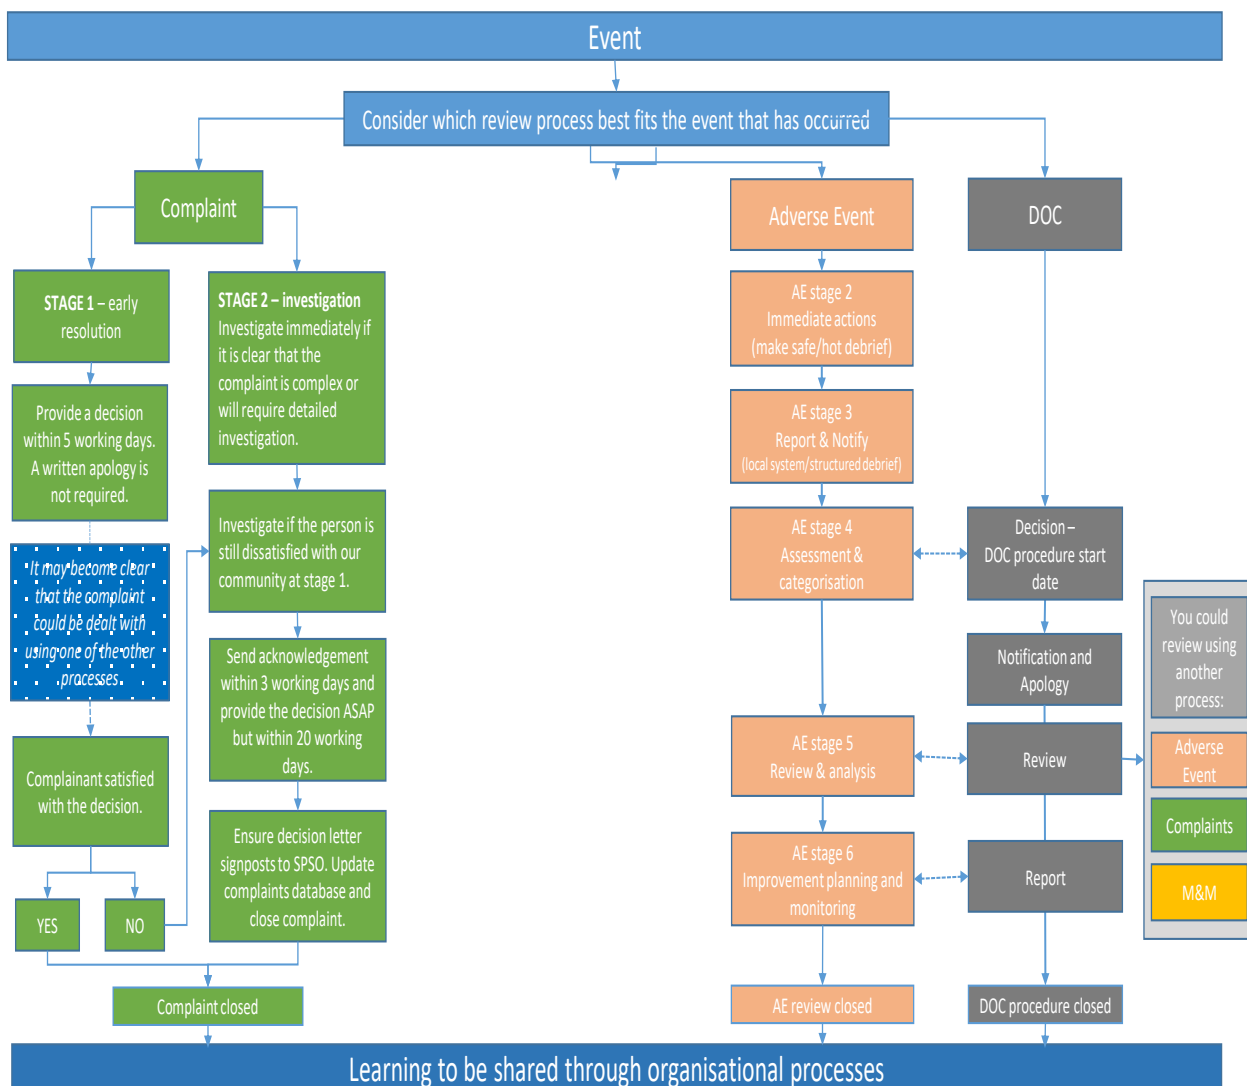 Event
Consider which review process best fits the event that has occurred
Complaint
STAGE 1 – early
resolution
Provide a decision
within 5 working days.
A written apology is
not required.
It may become clear
that the complaint
could be dealt with
using one of the other
processes
Complainant satisfied
with the decision.
YES
NO
STAGE 2 – investigation
Investigate immediately if
it is clear that the
complaint is complex or
will require detailed
investigation.
Investigate if the person is
still dissatisfied with our
community at stage 1.
Send acknowledgement
within 3 working days and
provide the decision ASAP
but within 20 working
days.
Ensure decision letter
signposts to SPSO. Update
complaints database and
close complaint.
Complaint closed
Adverse Event
AE stage 2
Immediate actions
(make safe/hot debrief)
AE stage 3
Report & Notify
(local system/structured debrief)
AE stage 4
Assessment &
categorisation
AE stage 5
Review & analysis
AE stage 6
Improvement planning and
monitoring
AE review closed
DOC
Decision –
DOC procedure start
date
Notification and
Apology
Review
Report
DOC procedure closed
You could
review using
another
process:
Adverse
Event
Complaints
M&M
Learning to be shared through organisational processes